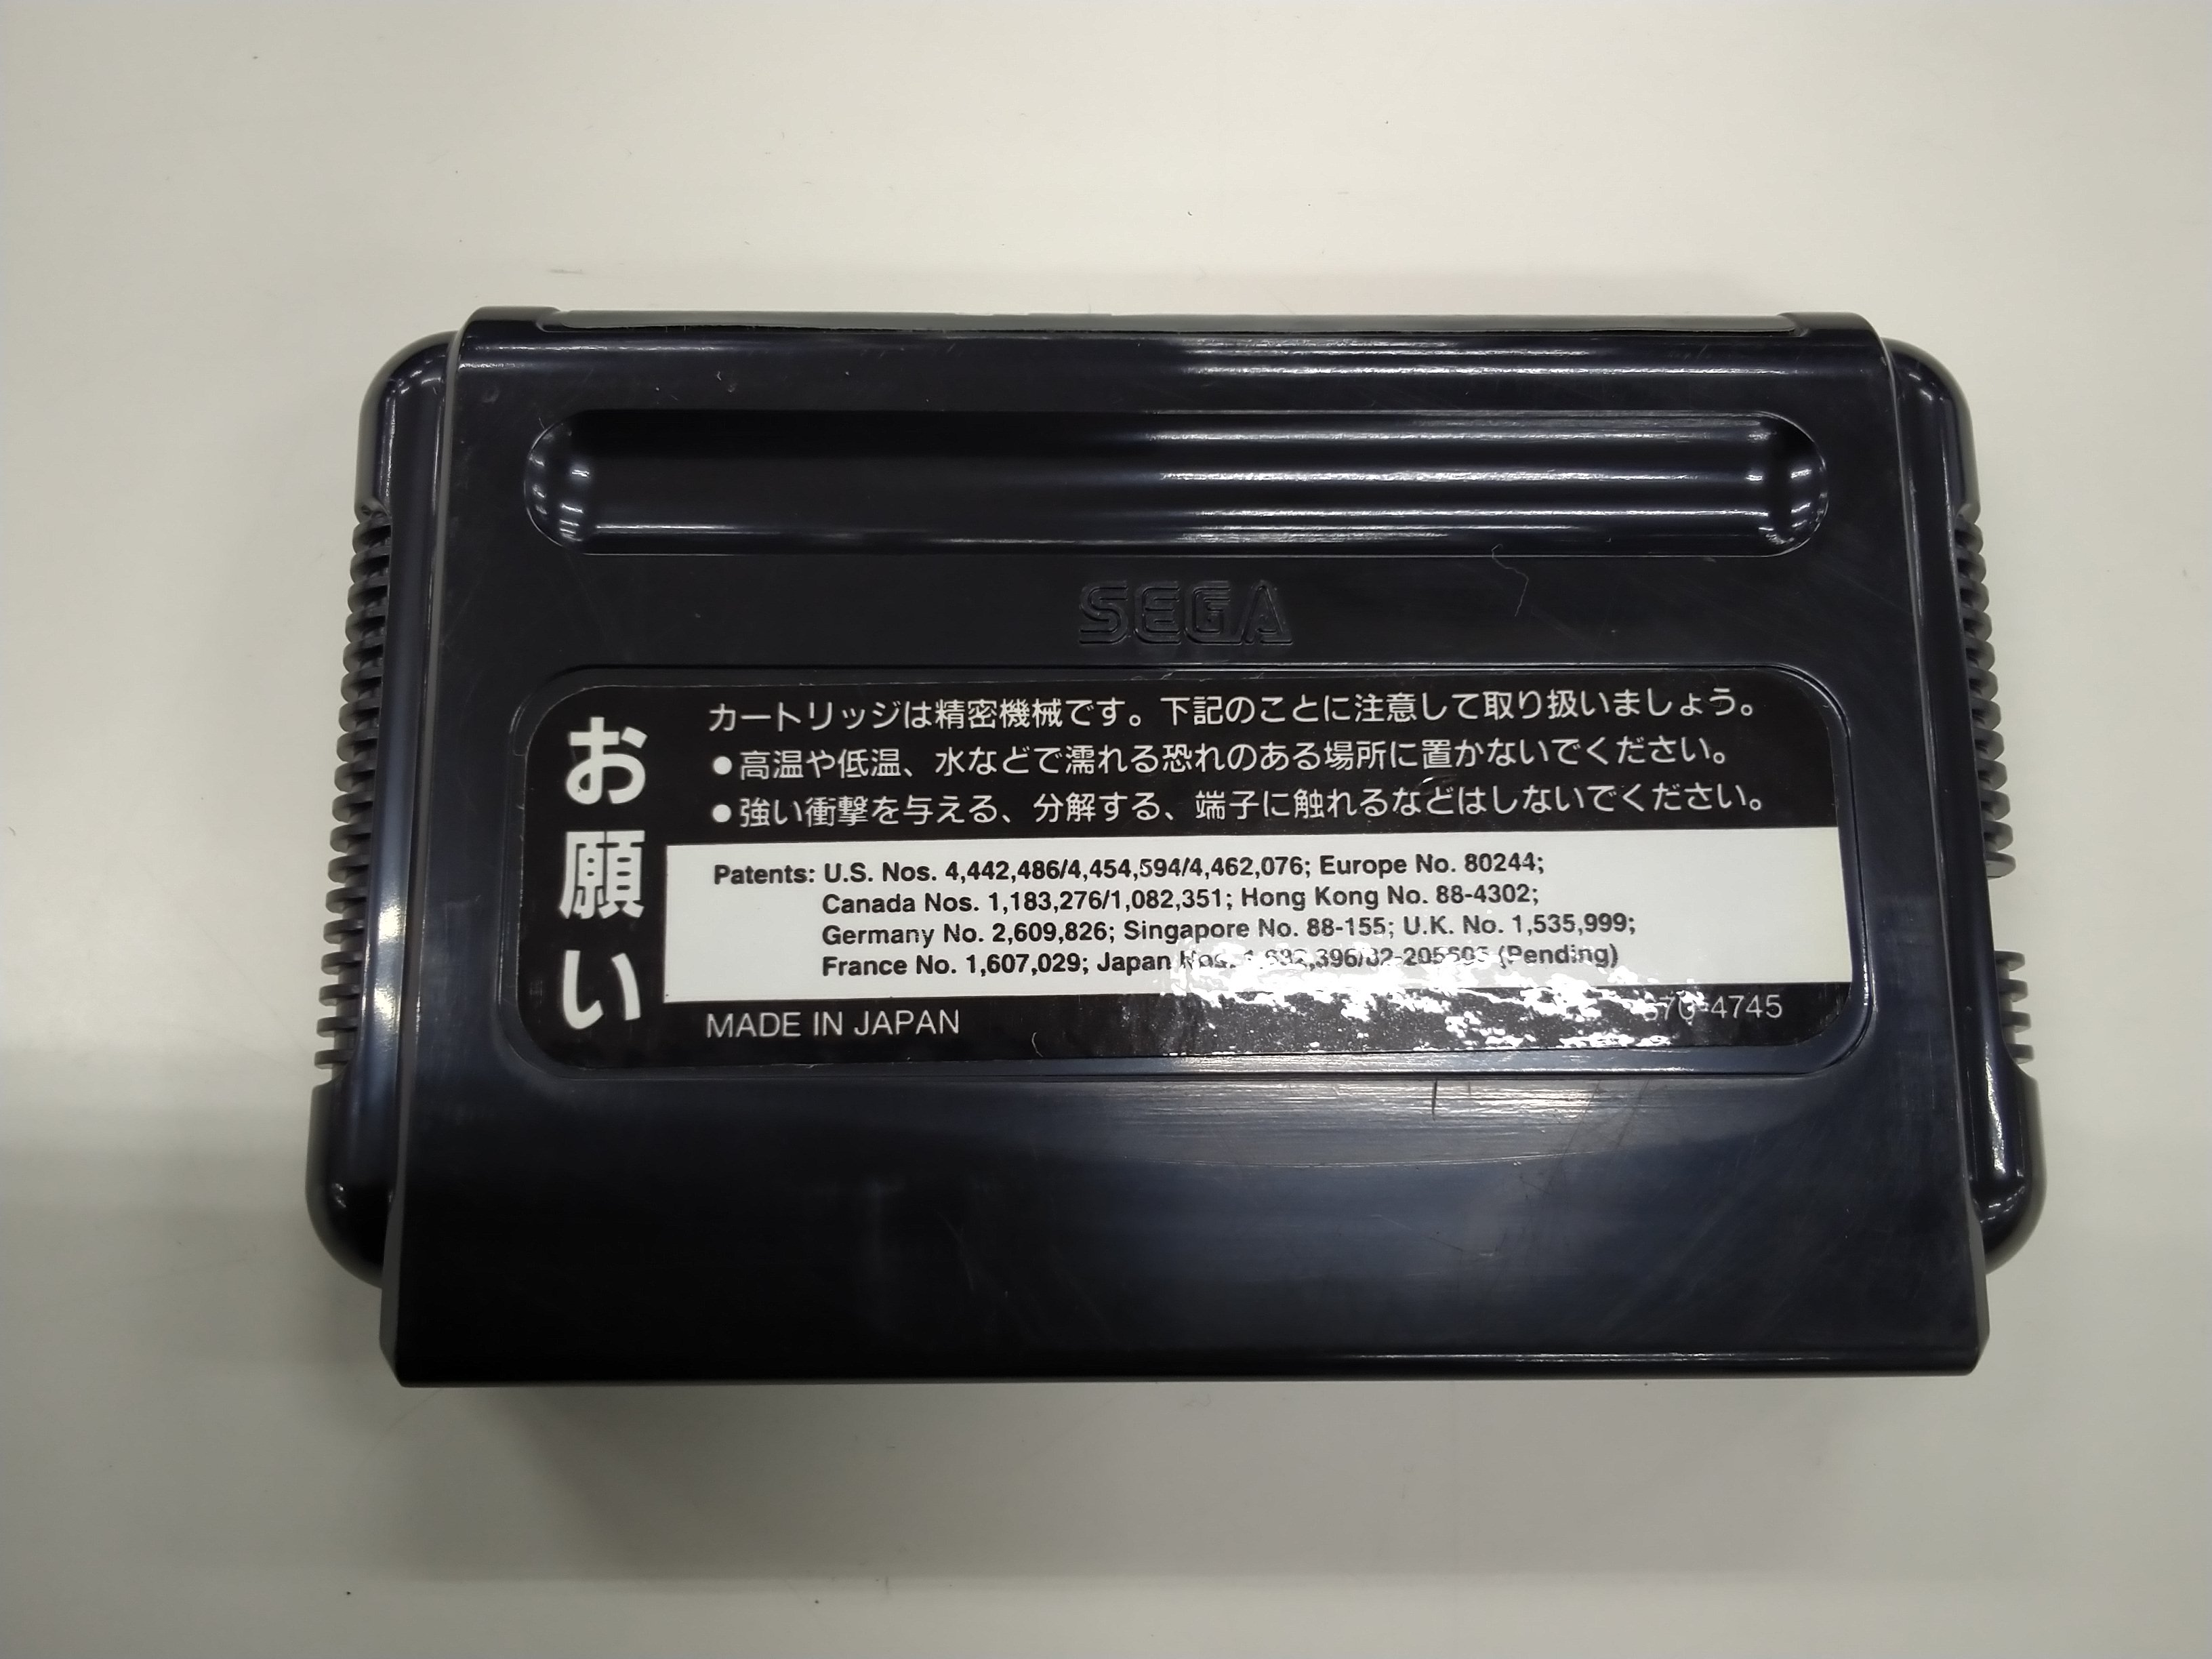 SEGA
お願い
カートリッジは精密機械です。下記のことに注意して取り扱いましょう。
●高温や低温、水などで濡れる恐れのある場所に置かないでください。
●強い衝撃を与える、分解する、端子に触れるなどはしないでください。
Patents: U.S. Nos. 4,442,486/4,454,594/4,462,076; Europe No. 80244;
Canada Nos. 1,183,276/1,082,351; Hong Kong No. 88-4302;
Germany No. 2,609,826; Singapore No. 88-155; U.K. No. 1,535,999;
France No. 1,607,029; Japan Nos. (Pending)
MADE IN JAPAN